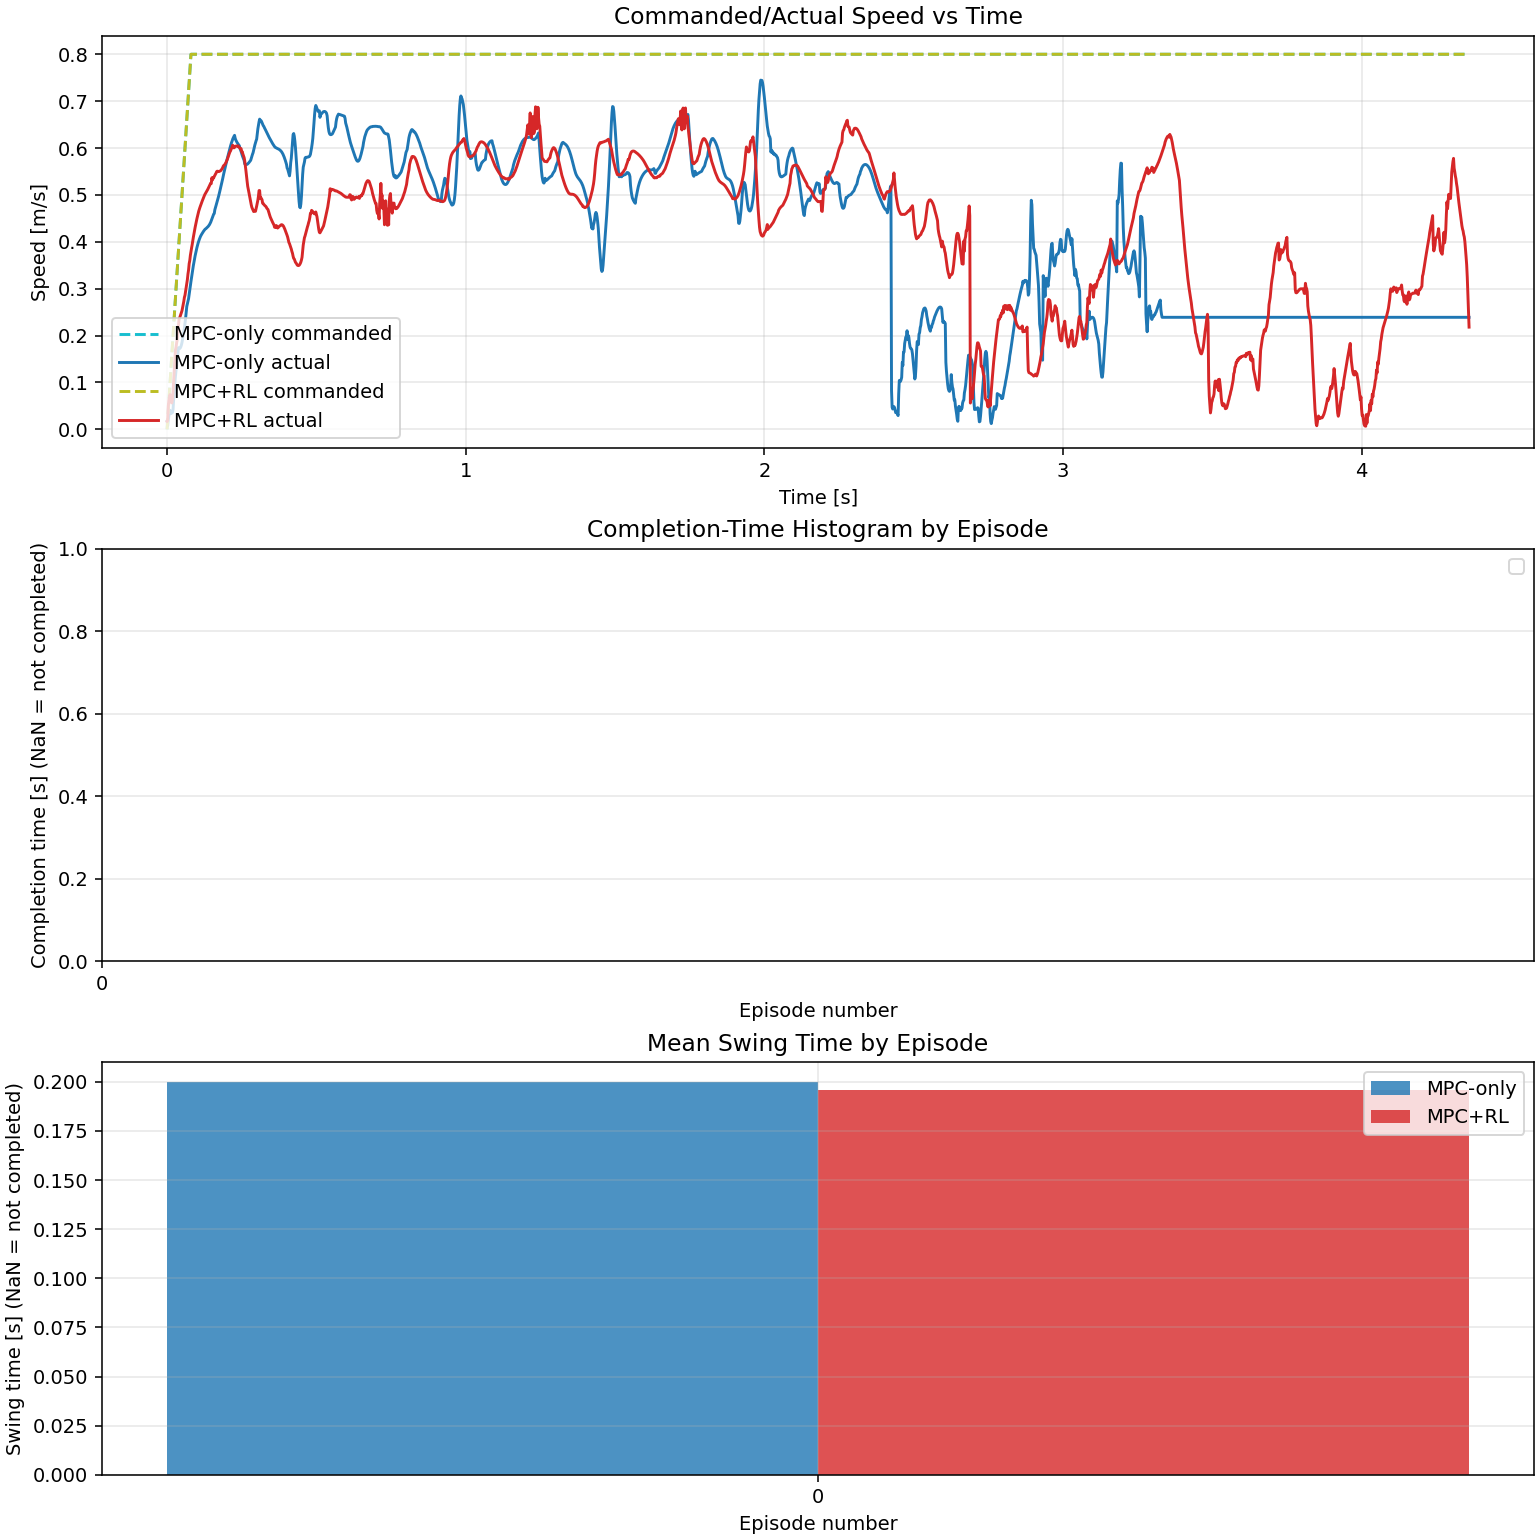 Commanded/Actual Speed vs Time
Speed [m/s]
0.8
0.7
0.6
0.5
0.4
0.3
0.2
0.1
0.0
MPC-only commanded
MPC-only actual
MPC+RL commanded
MPC+RL actual
0 1 2 3 4
Time [s]
Completion-Time Histogram by Episode
Completion time [s] (NaN = not completed)
1.0
0.8
0.6
0.4
0.2
0.0
0
Episode number
Mean Swing Time by Episode
Swing time [s] (NaN = not completed)
0.200
0.175
0.150
0.125
0.100
0.075
0.050
0.025
0.000
MPC-only
MPC+RL
0
Episode number